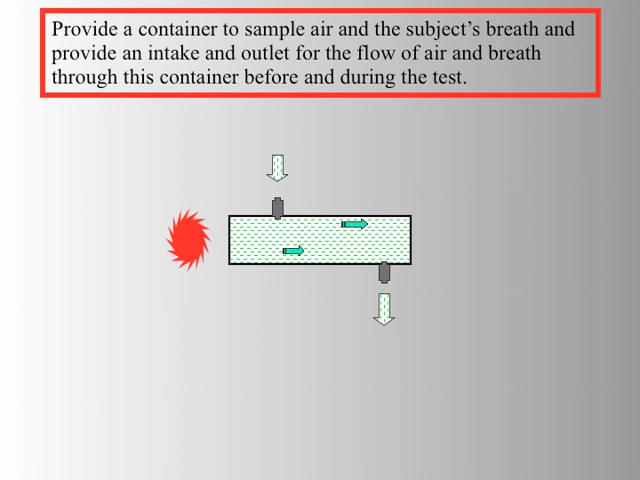 Provide a container to sample air and the subject’s breath and
provide an intake and outlet for the flow of air and breath
through this container before and during the test.